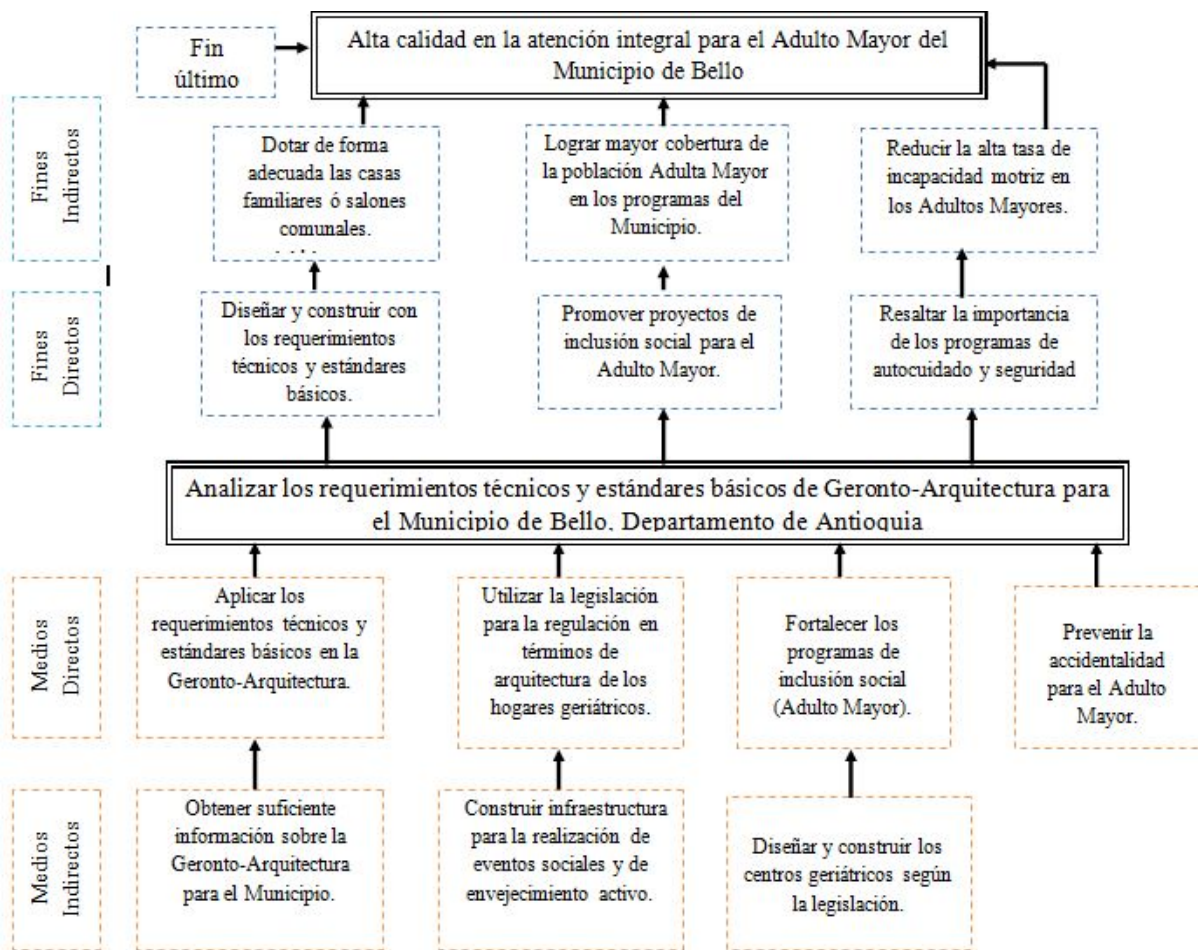 Fin
último
Alta calidad en la atención integral para el Adulto Mayor del
Municipio de Bello
Fines
Indirectos
Dotar de forma
adecuada las casas
familiares ó salones
comunales.
Lograr mayor cobertura de
la población Adulta Mayor
en los programas del
Municipio.
Reducir la alta tasa de
incapacidad motriz en
los Adultos Mayores.
Fines
Directos
Diseñar y construir con
los requerimientos
técnicos y estándares
básicos.
Promover proyectos de
inclusión social para el
Adulto Mayor.
Resaltar la importancia
de los programas de
autocuidado y seguridad
Analizar los requerimientos técnicos y estándares básicos de Geronto-Arquitectura para
el Municipio de Bello. Departamento de Antioquia
Medios
Directos
Aplicar los
requerimientos técnicos y
estándares básicos en la
Geronto-Arquitectura.
Utilizar la legislación
para la regulación en
términos de
arquitectura de los
hogares geriátricos.
Fortalecer los
programas de
inclusión social
(Adulto Mayor).
Prevenir la
accidentalidad
para el Adulto
Mayor.
Medios
Indirectos
Obtener suficiente
información sobre la
Geronto-Arquitectura
para el Municipio.
Construir infraestructura
para la realización de
eventos sociales y de
envejecimiento activo.
Diseñar y construir los
centros geriátricos según
la legislación.